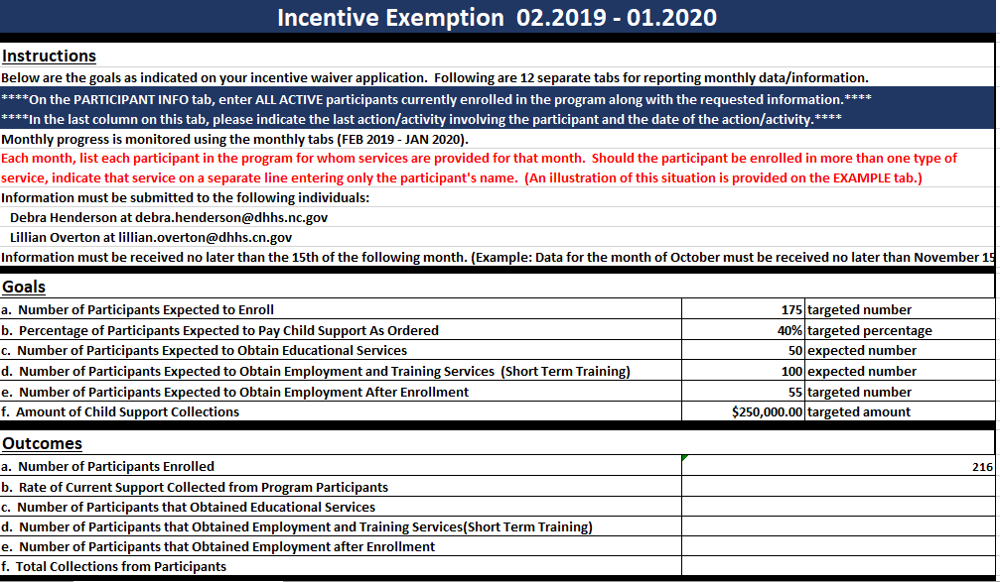 Incentive Exemption 02.2019 - 01.2020
Instructions
Below are the goals as indicated on your incentive waiver application. Following are 12 separate tabs for reporting monthly data/information.
****On the PARTICIPANT INFO tab, enter ALL ACTIVE participants currently enrolled in the program along with the requested information.****
****In the last column on this tab, please indicate the last action/activity involving the participant and the date of the action/activity.****
Monthly progress is monitored using the monthly tabs (FEB 2019 - JAN 2020).
Each month, list each participant in the program for whom services are provided for that month. Should the participant be enrolled in more than one type of
service, indicate that service on a separate line entering only the participant's name. (An illustration of this situation is provided on the EXAMPLE tab.)
Information must be submitted to the following individuals:
Debra Henderson at debra.henderson@dhhs.nc.gov
Lillian Overton at lillian.overton@dhhs.cn.gov
Information must be received no later than the 15th of the following month. (Example: Data for the month of October must be received no later than November 15
Goals
a. Number of Participants Expected to Enroll 175 targeted number
b. Percentage of Participants Expected to Pay Child Support As Ordered 40% targeted percentage
c. Number of Participants Expected to Obtain Educational Services 50 expected number
d. Number of Participants Expected to Obtain Employment and Training Services (Short Term Training) 100 expected number
e. Number of Participants Expected to Obtain Employment After Enrollment 55 targeted number
f. Amount of Child Support Collections $250,000.00 targeted amount
Outcomes
a. Number of Participants Enrolled 216
b. Rate of Current Support Collected from Program Participants
c. Number of Participants that Obtained Educational Services
d. Number of Participants that Obtained Employment and Training Services(Short Term Training)
e. Number of Participants that Obtained Employment after Enrollment
f. Total Collections from Participants